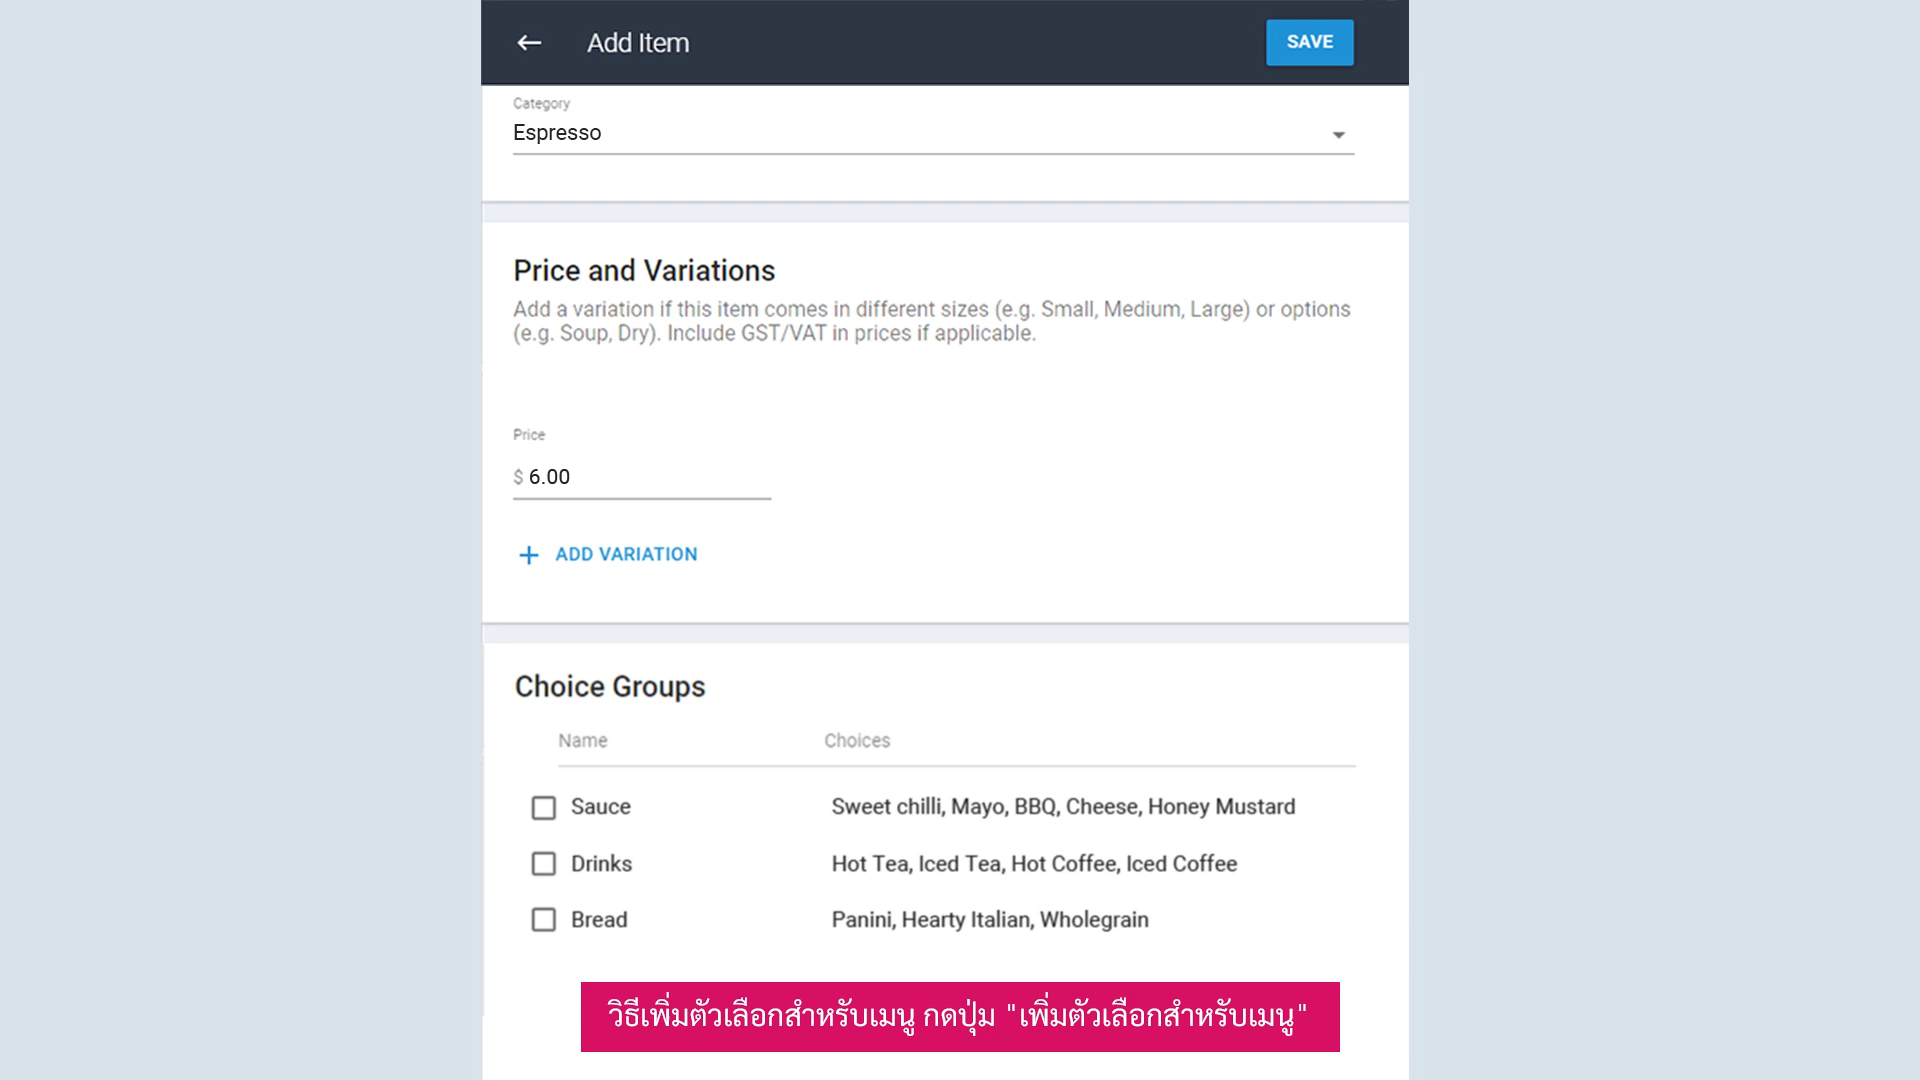 Add Item
SAVE
Category
Espresso
Price and Variations
Add a variation if this item comes in different sizes (e.g. Small, Medium, Large) or options
(e.g. Soup, Dry). Include GST/VAT in prices if applicable.
Price
$ 6.00
+ ADD VARIATION
Choice Groups
Name Choices
Sauce Sweet chilli, Mayo, BBQ, Cheese, Honey Mustard
Drinks Hot Tea, Iced Tea, Hot Coffee, Iced Coffee
Bread Panini, Hearty Italian, Wholegrain
วิธีเพิ่มตัวเลือกสำหรับเมนู กดปุ่ม "เพิ่มตัวเลือกสำหรับเมนู"